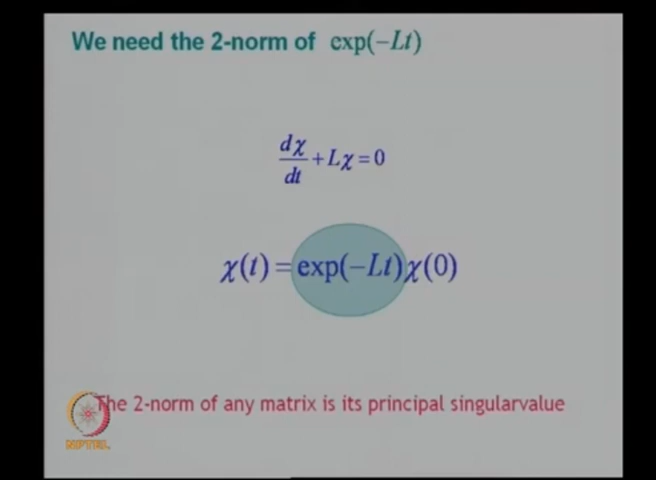 We need the 2-norm of exp(−Lt)
dχ/dt + Lχ = 0
χ(t) = exp(−Lt)χ(0)
The 2-norm of any matrix is its principal singularvalue
NPTEL